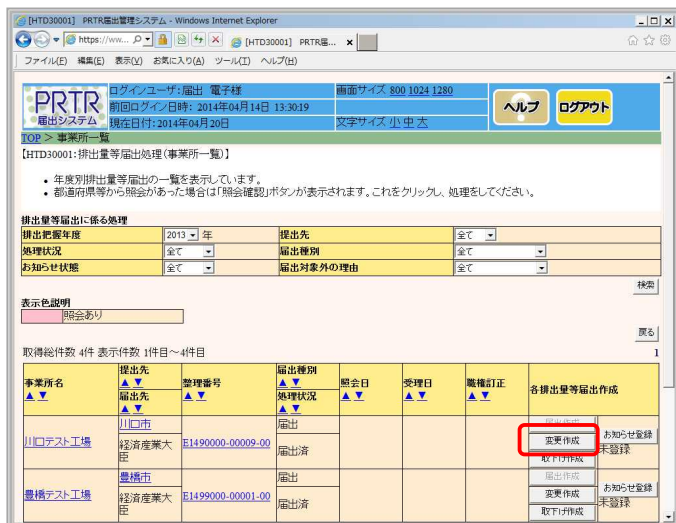 [HTD30001] PRTR届出管理システム - Windows Internet Explorer
https://ww... [HTD30001] PRTR届...
ファイル(F) 編集(E) 表示(V) お気に入り(A) ツール(T) ヘルプ(H)
PRTR 届出システム
ログインユーザ:届出 電子様 画面サイズ 800 1024 1280
前回ログイン日時: 2014年04月14日 13:30:19
現在日付:2014年04月20日 文字サイズ 小 中 大
ヘルプ ログアウト
TOP > 事業所一覧
【HTD30001:排出量等届出処理(事業所一覧)】
• 年度別排出量等届出の一覧を表示しています。
• 都道府県等から照会があった場合は「照会確認」ボタンが表示されます。これをクリックし、処理をしてください。
排出量等届出に係る処理
排出把握年度 2013 年 提出先 全て
処理状況 全て 届出種別 全て
お知らせ状態 全て 届出対象外の理由 全て
検索
表示色説明
照会あり
戻る
取得総件数 4件 表示件数 1件目～4件目 1
事業所名 ▲ ▼ 提出先 ▲ ▼ 届出先 ▲ ▼ 整理番号 ▲ ▼ 届出種別 ▲ ▼ 処理状況 ▲ ▼ 照会日 ▲ ▼ 受理日 ▲ ▼ 職権訂正 ▲ ▼ 各排出量等届出作成
川口テスト工場 川口市 経済産業大臣 E1490000-00009-00 届出 届出済 届出作成 変更作成 取下げ作成 お知らせ登録 未登録
豊橋テスト工場 豊橋市 経済産業大臣 E1499000-00001-00 届出 届出済 届出作成 変更作成 取下げ作成 お知らせ登録 未登録